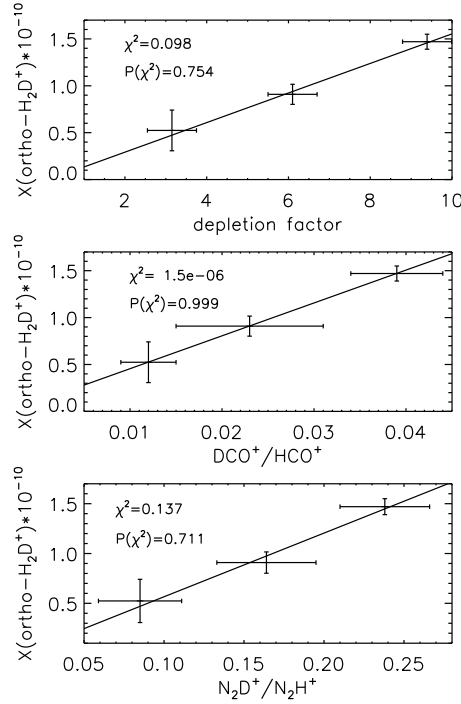 X(ortho-H₂D⁺)*10⁻¹⁰
1.5
1.0
0.5
0.0
χ²=0.098
P(χ²)=0.754
2 4 6 8 10
depletion factor
X(ortho-H₂D⁺)*10⁻¹⁰
1.5
1.0
0.5
0.0
χ²= 1.5e-06
P(χ²)=0.999
0.01 0.02 0.03 0.04
DCO⁺/HCO⁺
X(ortho-H₂D⁺)*10⁻¹⁰
1.5
1.0
0.5
χ²=0.137
P(χ²)=0.711
0.05 0.10 0.15 0.20 0.25
N₂D⁺/N₂H⁺